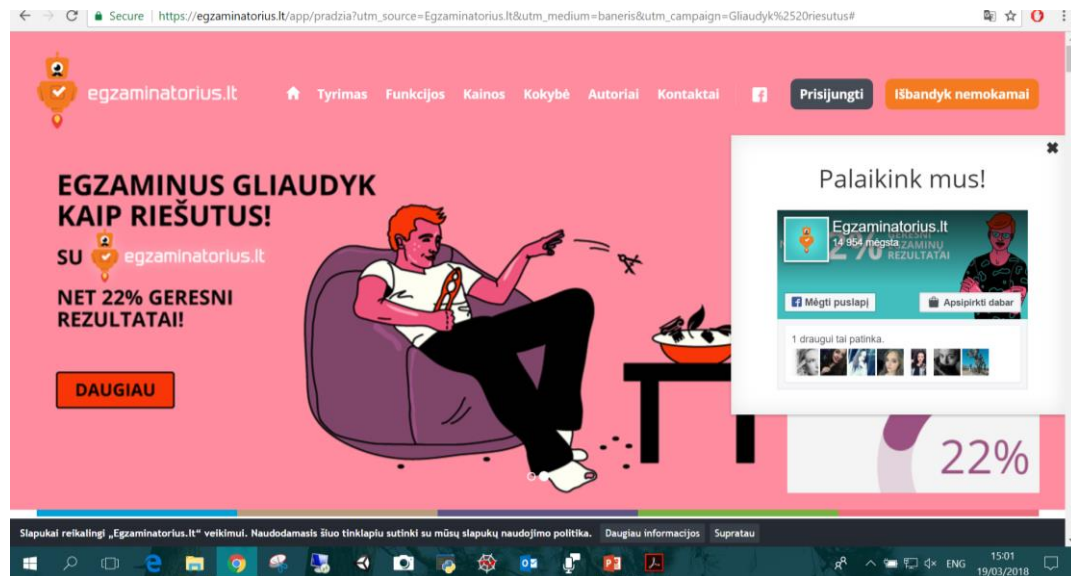 Secure | https://egzaminatorius.lt/app/pradzia?utm_source=Egzaminatorius.lt&utm_medium=baneris&utm_campaign=Gliaudyk%2520riesutus#
egzaminatorius.lt
Tyrimas Funkcijos Kainos Kokybė Autoriai Kontaktai
Prisijungti
Išbandyk nemokamai
EGZAMINUS GLIAUDYK
KAIP RIEŠUTUS!
SU egzaminatorius.lt
NET 22% GERESNI
REZULTATAI!
DAUGIAU
Palaikink mus!
Egzaminatorius.lt
14 954 mėgsta
2%
GERESNI
EGZAMINŲ
REZULTATAI
Mėgti puslapį
Apsipirkti dabar
1 draugui tai patinka.
22%
Slapukai reikalingi „Egzaminatorius.lt“ veikimui. Naudodamasis šiuo tinklapiu sutinki su mūsų slapukų naudojimo politika. Daugiau informacijos Supratau
ENG
15:01
19/03/2018